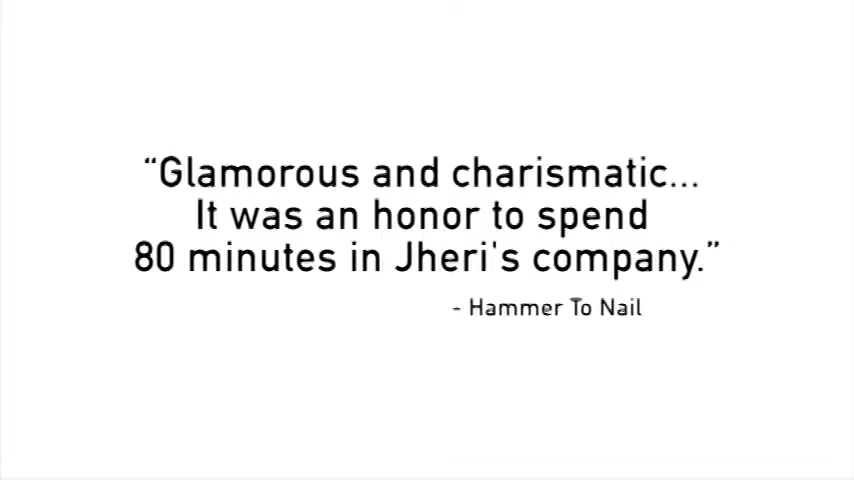 “Glamorous and charismatic...
It was an honor to spend
80 minutes in Jheri's company.”
- Hammer To Nail